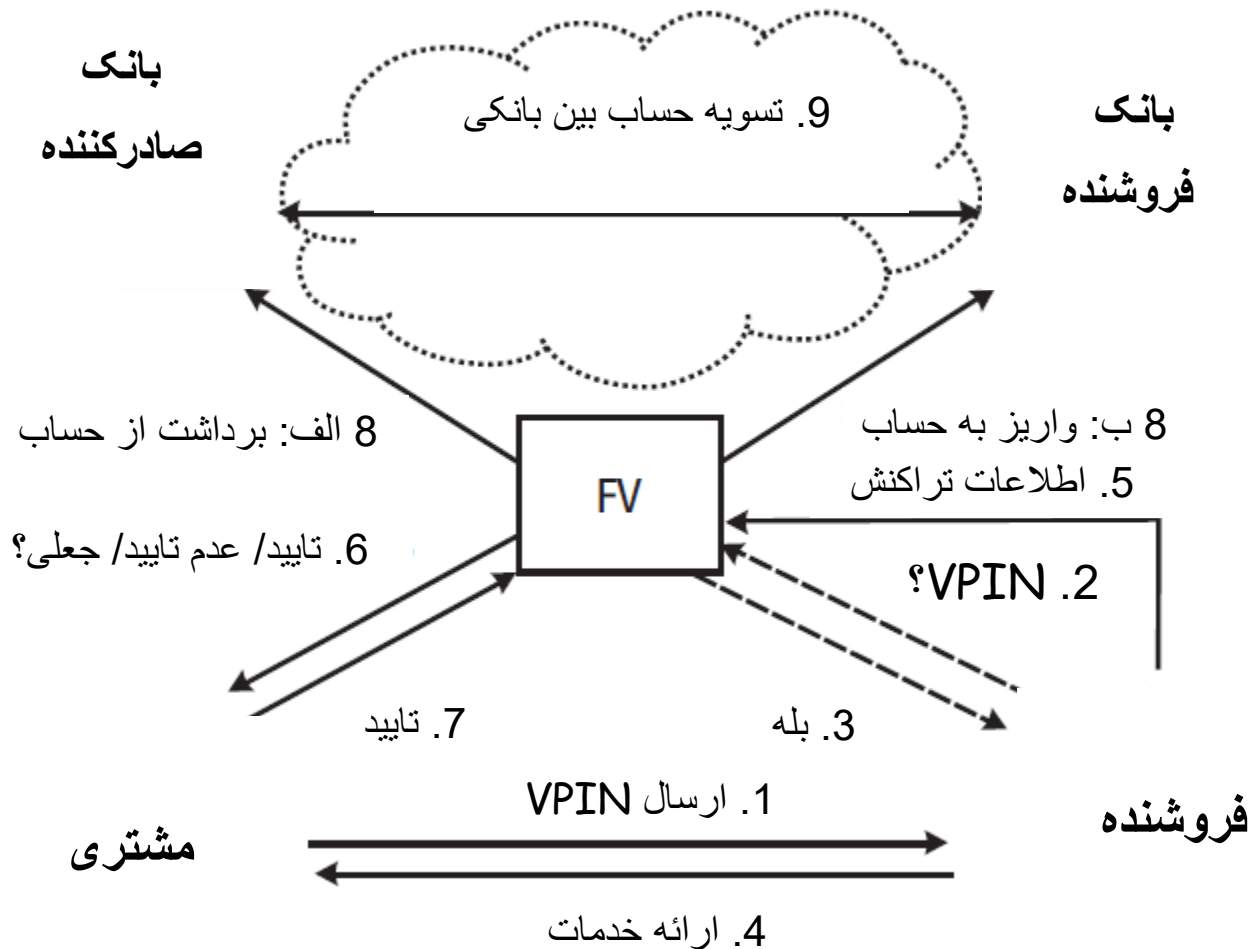 بانک
صادرکننده
9. تسویه حساب بین بانکی
بانک
فروشنده
8 الف: برداشت از حساب
8 ب: واریز به حساب
5. اطلاعات تراکنش
FV
6. تایید/ عدم تایید/ جعلی؟
2. VPIN؟
7. تایید
3. بله
1. ارسال VPIN
مشتری
فروشنده
4. ارائه خدمات